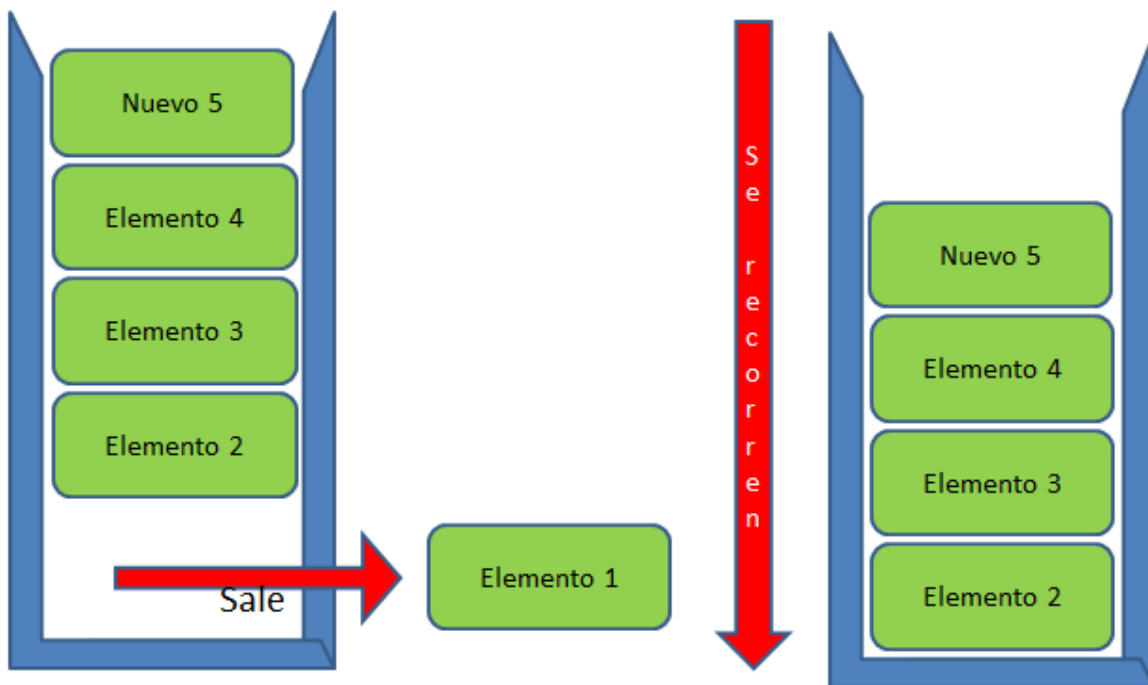 Nuevo 5
Elemento 4
Elemento 3
Elemento 2
Sale
Elemento 1
Se recorren
Nuevo 5
Elemento 4
Elemento 3
Elemento 2